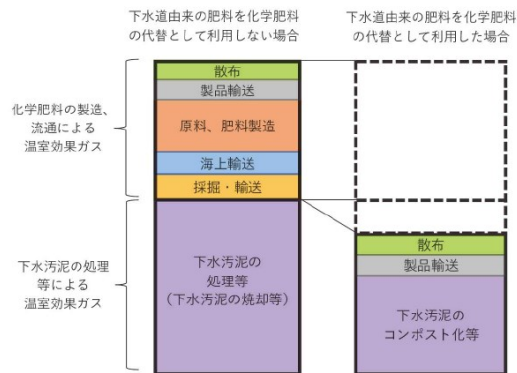 下水道由来の肥料を化学肥料
の代替として利用しない場合
下水道由来の肥料を化学肥料
の代替として利用した場合
化学肥料の製造、
流通による
温室効果ガス
散布
製品輸送
原料、肥料製造
海上輸送
採掘・輸送
下水汚泥の処理
等による
温室効果ガス
下水汚泥の
処理等
(下水汚泥の焼却等)
散布
製品輸送
下水汚泥の
コンポスト化等